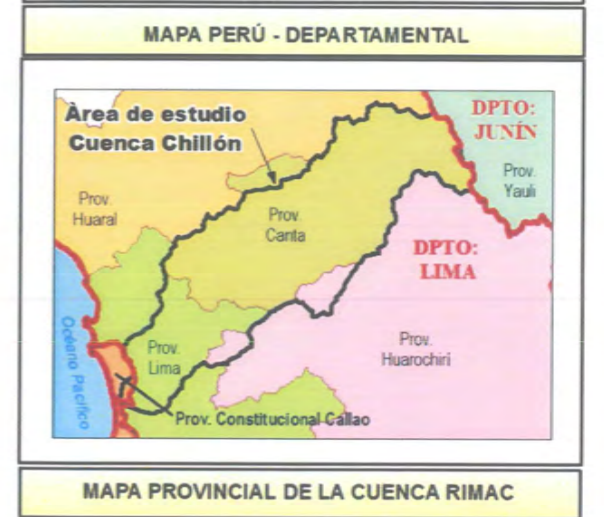 MAPA PERÚ - DEPARTAMENTAL
Àrea de estudio
Cuenca Chillón
DPTO:
JUNÍN
Prov.
Yauli
Prov.
Huaral
Prov.
Canta
DPTO:
LIMA
Océano Pacífico
Prov.
Lima
Prov.
Huarochirí
Prov. Constitucional Callao
MAPA PROVINCIAL DE LA CUENCA RIMAC